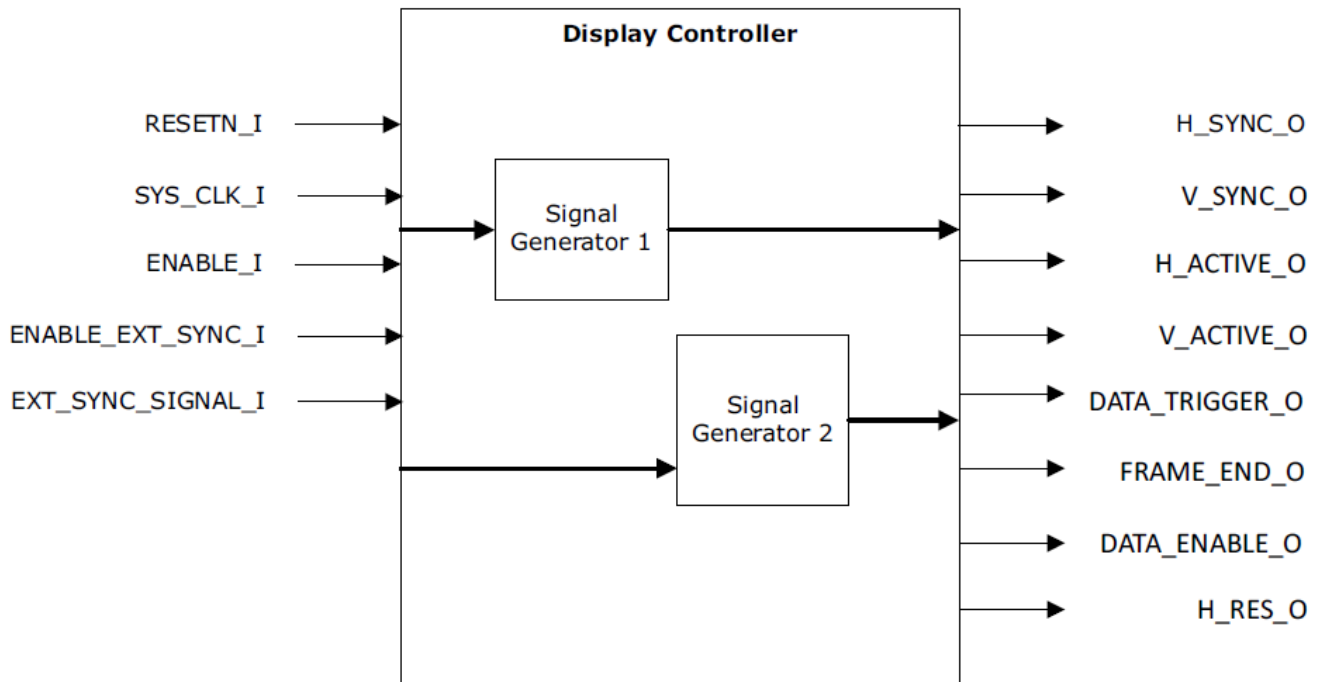 Display Controller
RESETN_I
SYS_CLK_I
ENABLE_I
ENABLE_EXT_SYNC_I
EXT_SYNC_SIGNAL_I
Signal
Generator 1
Signal
Generator 2
H_SYNC_O
V_SYNC_O
H_ACTIVE_O
V_ACTIVE_O
DATA_TRIGGER_O
FRAME_END_O
DATA_ENABLE_O
H_RES_O